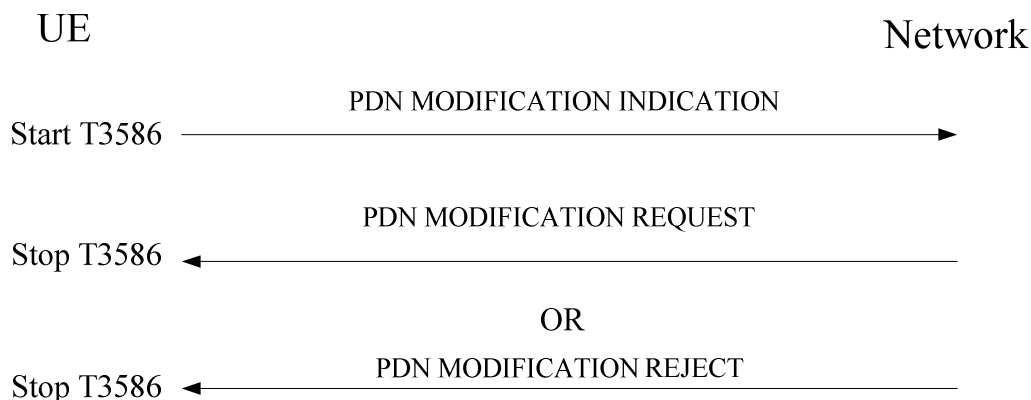 UE
Network
PDN MODIFICATION INDICATION
Start T3586
PDN MODIFICATION REQUEST
Stop T3586
OR
PDN MODIFICATION REJECT
Stop T3586